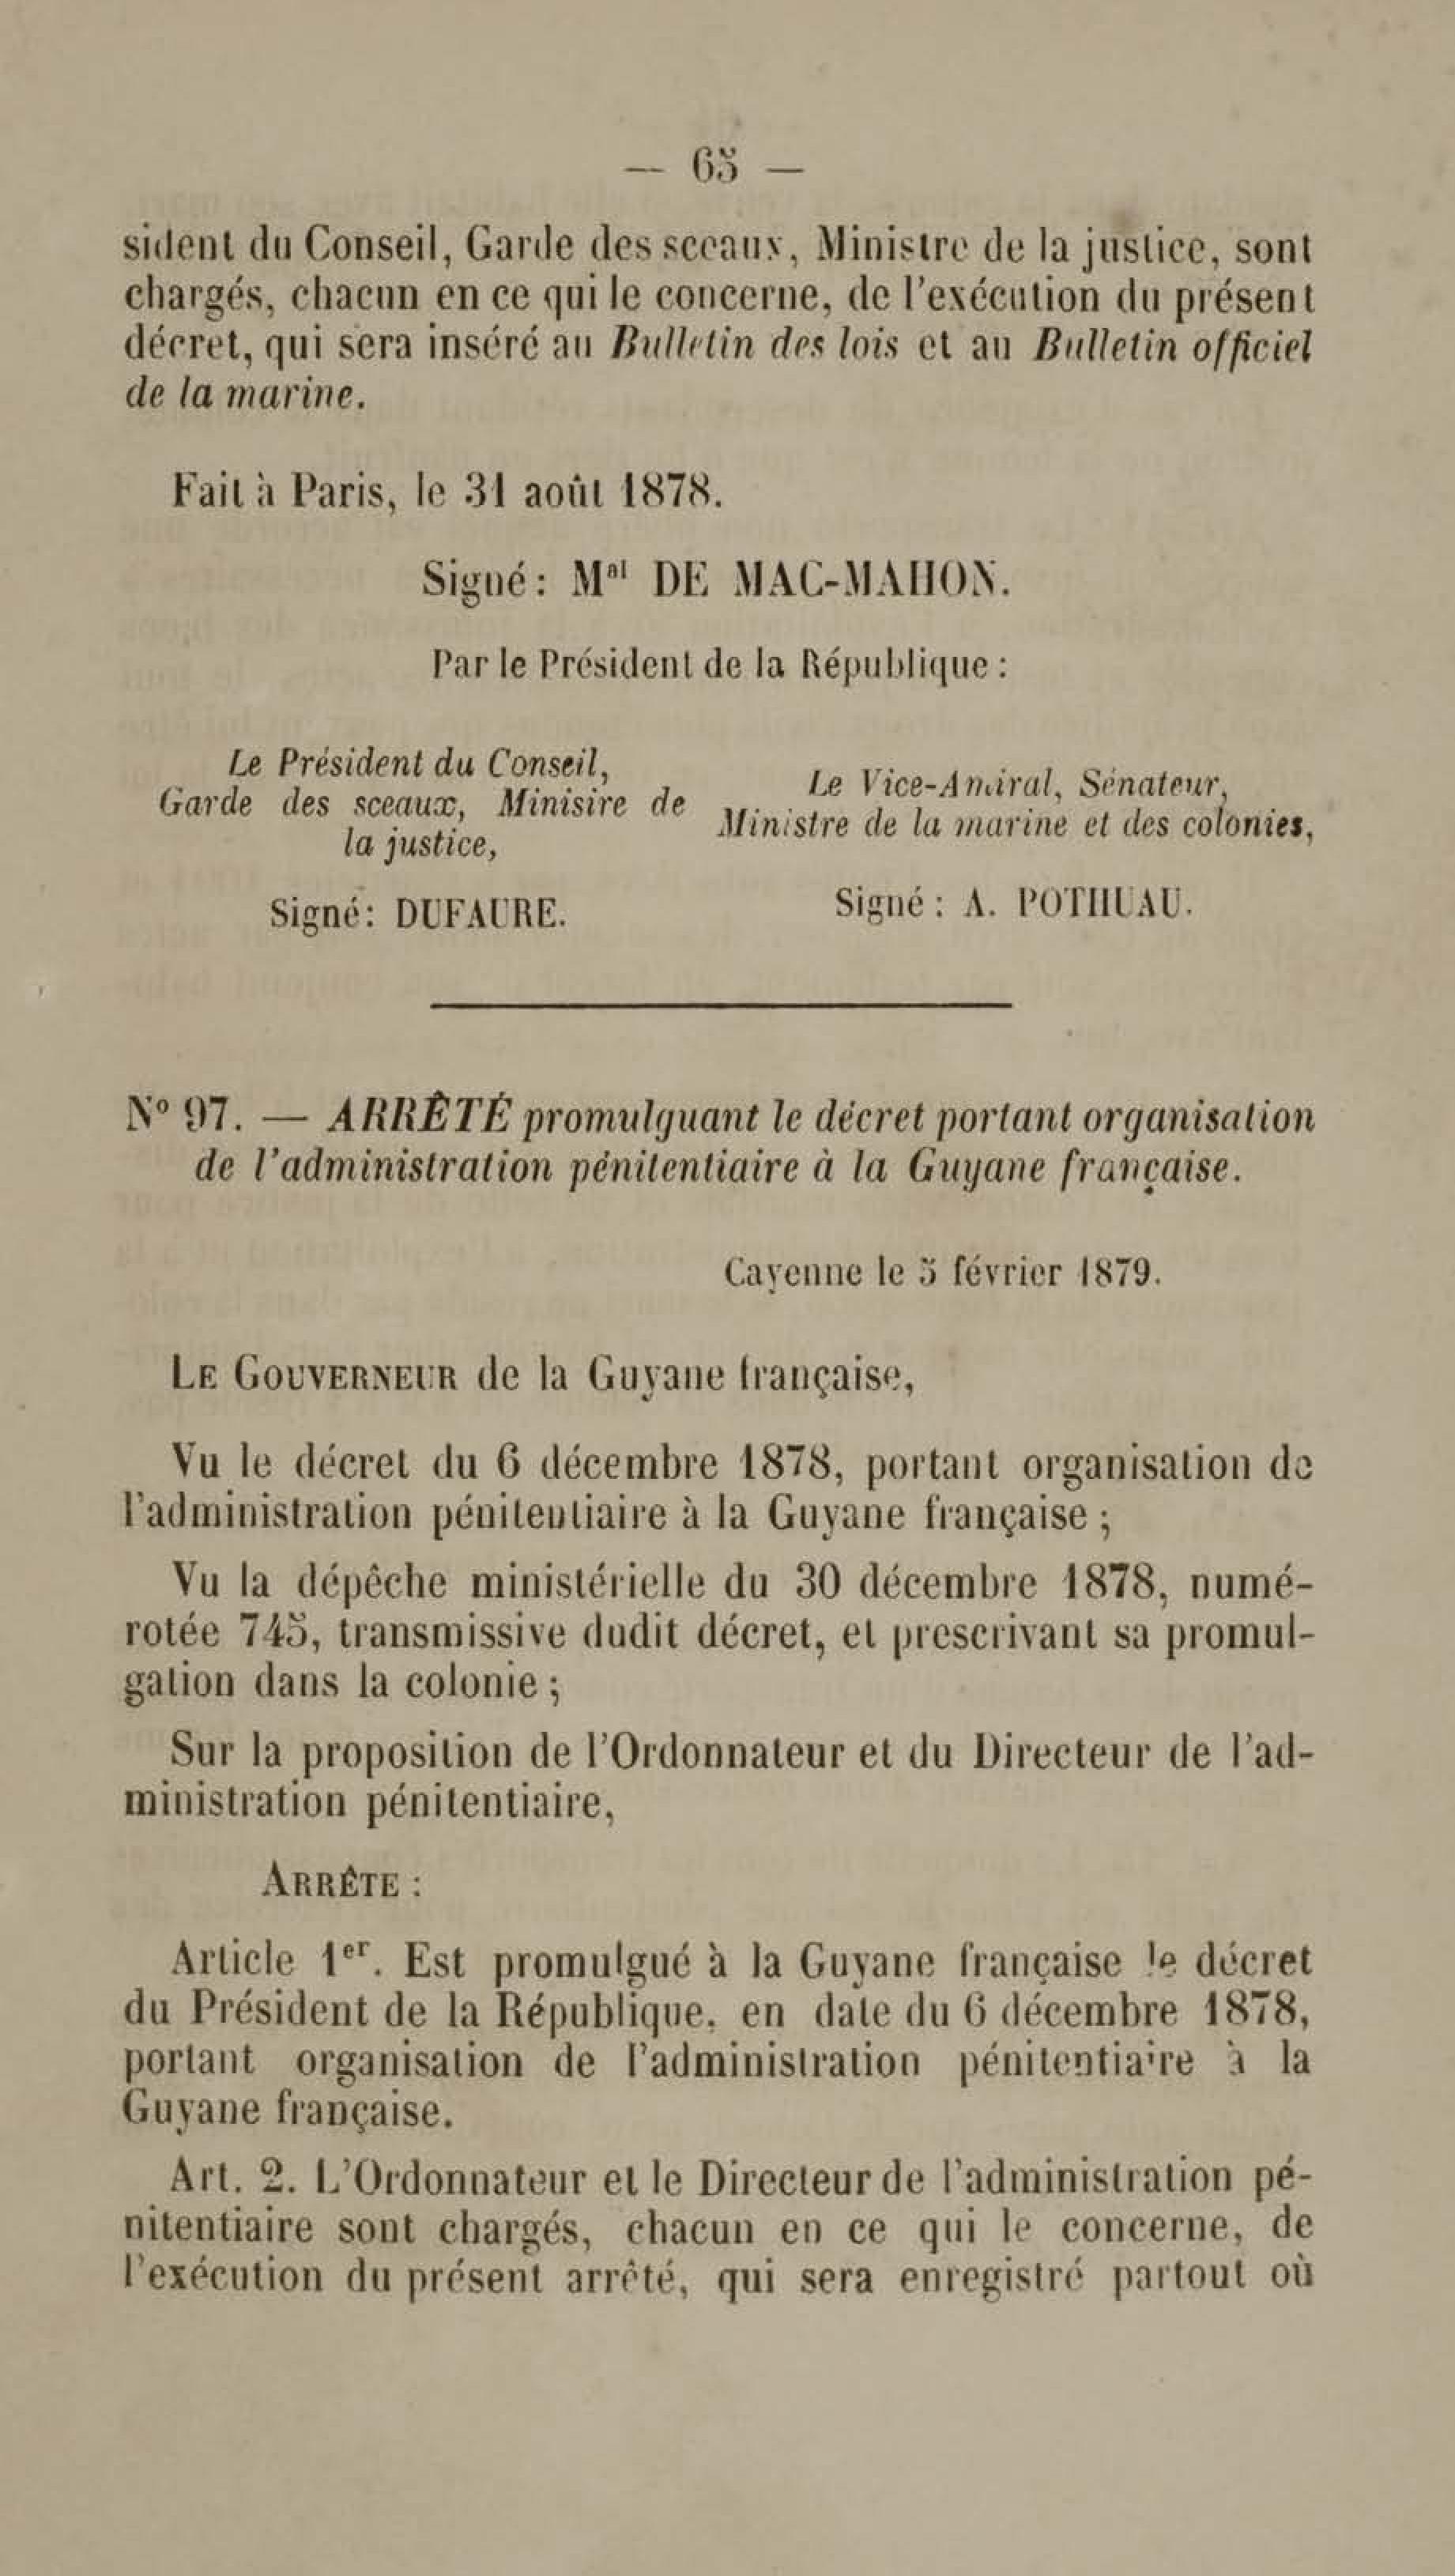 — 65 —
sident du Conseil, Garde des sceaux, Ministre de la justice, sont
chargés, chacun en ce qui le concerne, de l'exécution du présent
décret, qui sera inséré au Bulletin des lois et au Bulletin officiel
de la marine.
Fait à Paris, le 31 août 1878.
Signé: Mal DE MAC-MAHON.
Par le Président de la République :
Le Président du Conseil,
Garde des sceaux, Minisire de
la justice,
Signé: DUFAURE.
Le Vice-Amiral, Sénateur,
Ministre de la marine et des colonies,
Signé : A. POTHUAU.
N° 97. — ARRÊTÉ promulguant le décret portant organisation
de l'administration pénitentiaire à la Guyane française.
Cayenne le 5 février 1879.
LE GOUVERNEUR de la Guyane française,
Vu le décret du 6 décembre 1878, portant organisation de
l'administration pénitentiaire à la Guyane française ;
Vu la dépêche ministérielle du 30 décembre 1878, numé-
rotée 745, transmissive dudit décret, et prescrivant sa promul-
gation dans la colonie ;
Sur la proposition de l'Ordonnateur et du Directeur de l'ad-
ministration pénitentiaire,
ARRÊTE :
Article 1er. Est promulgué à la Guyane française le décret
du Président de la République, en date du 6 décembre 1878,
portant organisation de l'administration pénitentiaire à la
Guyane française.
Art. 2. L'Ordonnateur et le Directeur de l'administration pé-
nitentiaire sont chargés, chacun en ce qui le concerne, de
l'exécution du présent arrêté, qui sera enregistré partout où